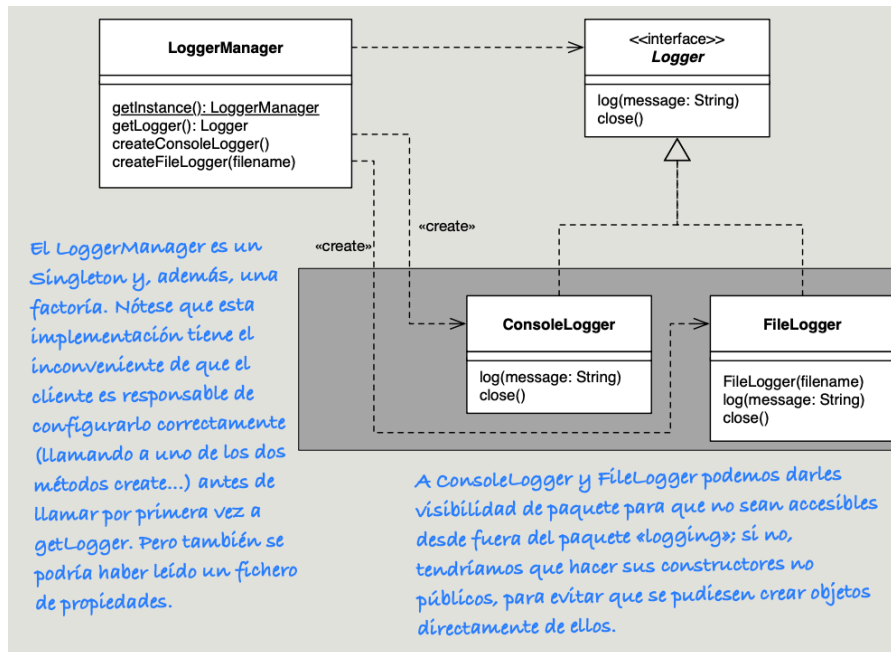 LoggerManager
getInstance(): LoggerManager
getLogger(): Logger
createConsoleLogger()
createFileLogger(filename)
<<interface>>
Logger
log(message: String)
close()
«create»
«create»
ConsoleLogger
log(message: String)
close()
FileLogger
FileLogger(filename)
log(message: String)
close()
El LoggerManager es un
Singleton y, además, una
factoría. Nótese que esta
implementación tiene el
inconveniente de que el
cliente es responsable de
configurarlo correctamente
(llamando a uno de los dos
métodos create...) antes de
llamar por primera vez a
getLogger. Pero también se
podría haber leído un fichero
de propiedades.
A ConsoleLogger y FileLogger podemos darles
visibilidad de paquete para que no sean accesibles
desde fuera del paquete «logging»; si no,
tendríamos que hacer sus constructores no
públicos, para evitar que se pudiesen crear objetos
directamente de ellos.